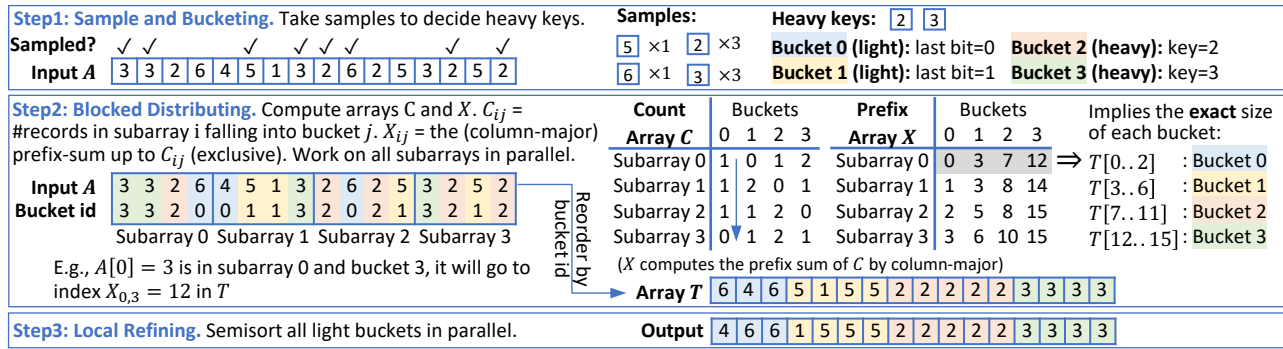 Step1: Sample and Bucketing. Take samples to decide heavy keys.
Sampled? ✓ ✓ ✓ ✓ ✓ ✓ ✓ ✓
Input A 3 3 2 6 4 5 1 3 2 6 2 5 3 2 5 2
Samples:
5 ×1 2 ×3
6 ×1 3 ×3
Heavy keys: 2 3
Bucket 0 (light): last bit=0 Bucket 2 (heavy): key=2
Bucket 1 (light): last bit=1 Bucket 3 (heavy): key=3
Step2: Blocked Distributing. Compute arrays C and X. C_ij =
#records in subarray i falling into bucket j. X_ij = the (column-major)
prefix-sum up to C_ij (exclusive). Work on all subarrays in parallel.
Input A 3 3 2 6 4 5 1 3 2 6 2 5 3 2 5 2
Bucket id 3 3 2 0 0 1 1 3 2 0 2 1 3 2 1 2
Subarray 0 Subarray 1 Subarray 2 Subarray 3
E.g., A[0] = 3 is in subarray 0 and bucket 3, it will go to
index X_0,3 = 12 in T
Reorder by
bucket id
Count Buckets
Array C 0 1 2 3
Subarray 0 1 0 1 2
Subarray 1 1 2 0 1
Subarray 2 1 1 2 0
Subarray 3 0 1 2 1
Prefix Buckets
Array X 0 1 2 3
Subarray 0 0 3 7 12
Subarray 1 1 3 8 14
Subarray 2 2 5 8 15
Subarray 3 3 6 10 15
Implies the exact size
of each bucket:
⇒ T[0..2] : Bucket 0
T[3..6] : Bucket 1
T[7..11] : Bucket 2
T[12..15] : Bucket 3
(X computes the prefix sum of C by column-major)
Array T 6 4 6 5 1 5 5 2 2 2 2 2 3 3 3 3
Step3: Local Refining. Semisort all light buckets in parallel.
Output 4 6 6 1 5 5 5 2 2 2 2 2 3 3 3 3